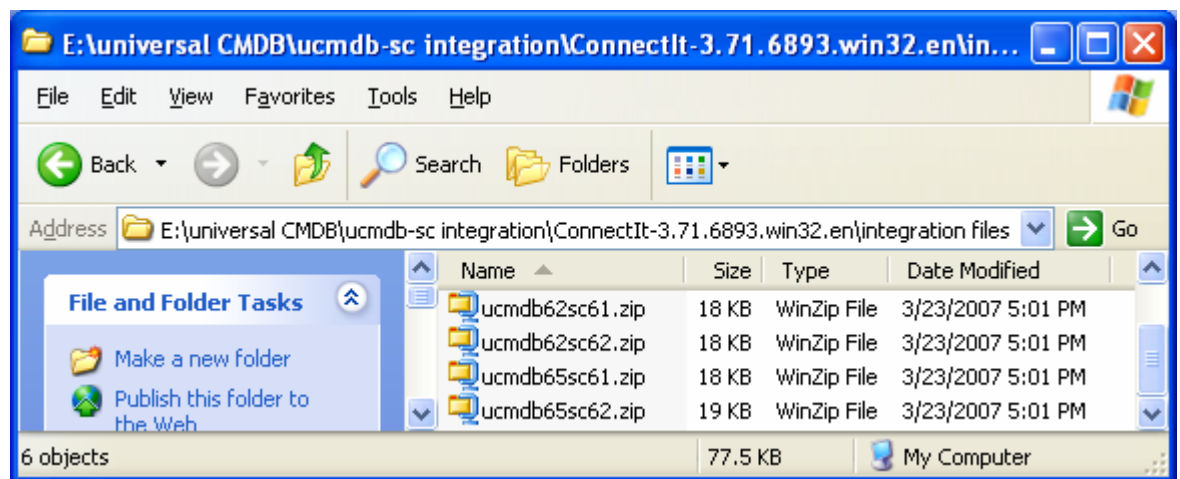 E:\universal CMDB\ucmdb-sc integration\ConnectIt-3.71.6893.win32.en\in...
File Edit View Favorites Tools Help
Back Search Folders
Address E:\universal CMDB\ucmdb-sc integration\ConnectIt-3.71.6893.win32.en\integration files Go
File and Folder Tasks
Make a new folder
Publish this folder to
the Web
Name Size Type Date Modified
ucmdb62sc61.zip 18 KB WinZip File 3/23/2007 5:01 PM
ucmdb62sc62.zip 18 KB WinZip File 3/23/2007 5:01 PM
ucmdb65sc61.zip 18 KB WinZip File 3/23/2007 5:01 PM
ucmdb65sc62.zip 19 KB WinZip File 3/23/2007 5:01 PM
6 objects 77.5 KB My Computer